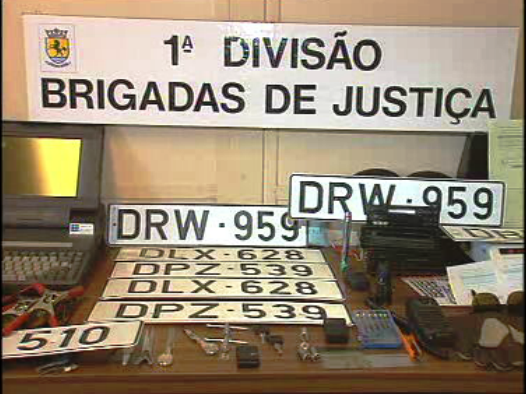 1ª DIVISÃO
BRIGADAS DE JUSTIÇA
DRW·959
DRW·959
DLX·628
DPZ·539
DLX·628
DPZ·539
510